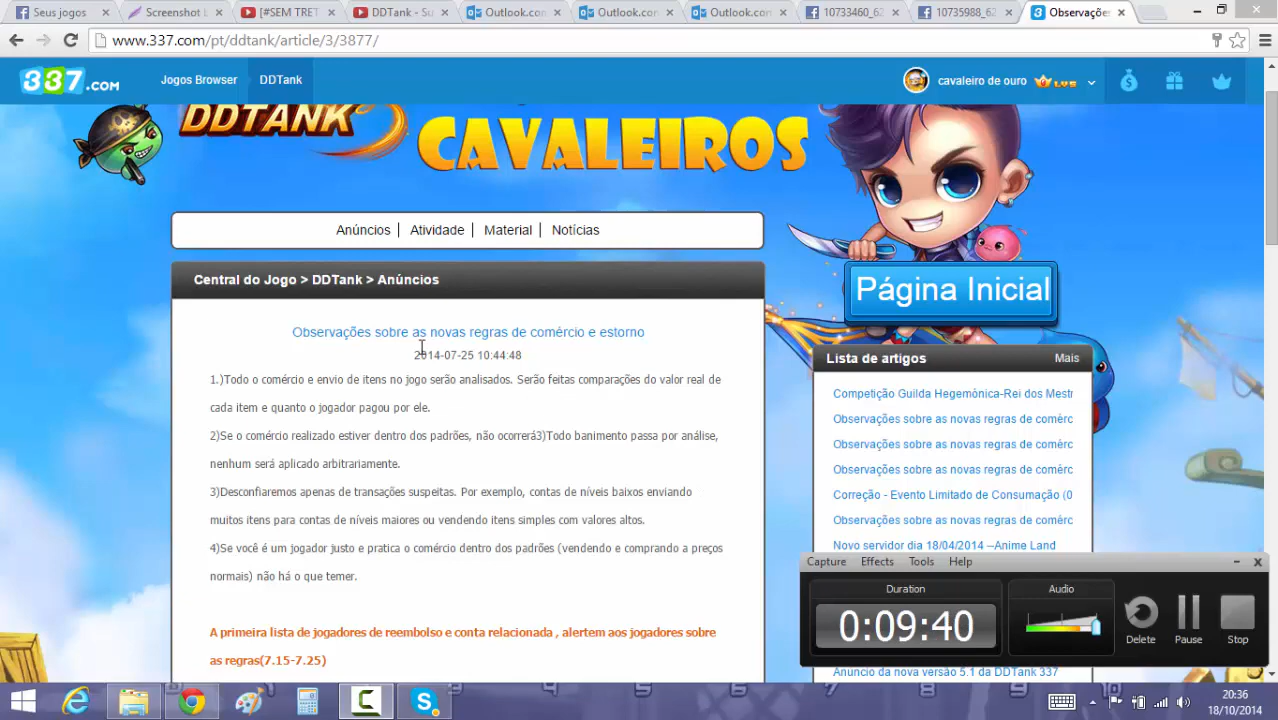 Seus jogos
Screenshot L
[#SEM TRET
DDTank - Su
Outlook.com
Outlook.com
Outlook.com
10733460_62
10735988_62
Observaçõe
www.337.com/pt/ddtank/article/3/3877/
337.COM
Jogos Browser
DDTank
cavaleiro de ouro
DDTANK
CAVALEIROS
Anúncios | Atividade | Material | Notícias
Central do Jogo > DDTank > Anúncios
Página Inicial
Observações sobre as novas regras de comércio e estorno
2014-07-25 10:44:48
1.)Todo o comércio e envio de itens no jogo serão analisados. Serão feitas comparações do valor real de
cada item e quanto o jogador pagou por ele.
2)Se o comércio realizado estiver dentro dos padrões, não ocorrerá3)Todo banimento passa por análise,
nenhum será aplicado arbitrariamente.
3)Desconfiaremos apenas de transações suspeitas. Por exemplo, contas de níveis baixos enviando
muitos itens para contas de níveis maiores ou vendendo itens simples com valores altos.
4)Se você é um jogador justo e pratica o comércio dentro dos padrões (vendendo e comprando a preços
normais) não há o que temer.
A primeira lista de jogadores de reembolso e conta relacionada , alertem aos jogadores sobre
as regras(7.15-7.25)
Lista de artigos
Mais
Competição Guilda Hegemônica-Rei dos Mestr
Observações sobre as novas regras de comérc
Observações sobre as novas regras de comérc
Observações sobre as novas regras de comérc
Correção - Evento Limitado de Consumação (0
Observações sobre as novas regras de comérc
Novo servidor dia 18/04/2014 --Anime Land
Capture Effects Tools Help
Duration
0:09:40
Audio
Delete
Pause
Stop
Anúncio da nova versão 5.1 da DDTank 337
20:36
18/10/2014